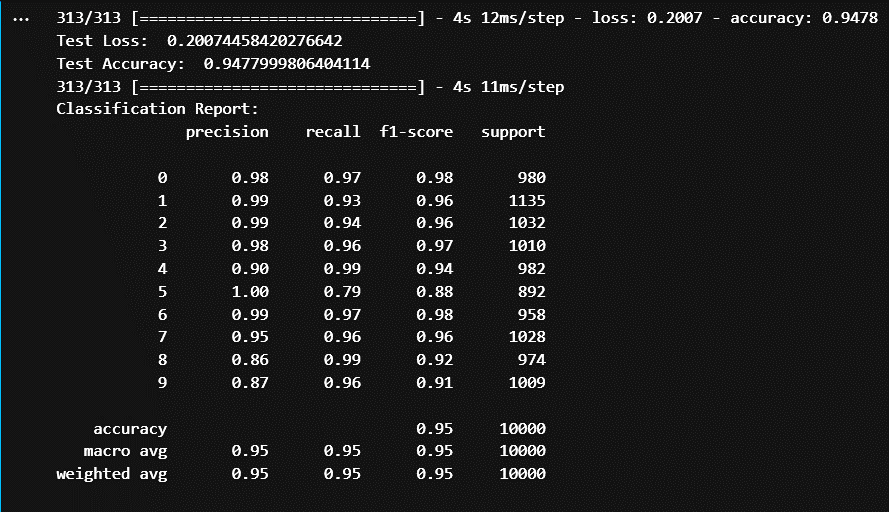 ... 313/313 [==============================] - 4s 12ms/step - loss: 0.2007 - accuracy: 0.9478
Test Loss:  0.20074458420276642
Test Accuracy:  0.9477999806404114
313/313 [==============================] - 4s 11ms/step
Classification Report:
              precision    recall  f1-score   support

           0       0.98      0.97      0.98       980
           1       0.99      0.93      0.96      1135
           2       0.99      0.94      0.96      1032
           3       0.98      0.96      0.97      1010
           4       0.90      0.99      0.94       982
           5       1.00      0.79      0.88       892
           6       0.99      0.97      0.98       958
           7       0.95      0.96      0.96      1028
           8       0.86      0.99      0.92       974
           9       0.87      0.96      0.91      1009

    accuracy                           0.95     10000
   macro avg       0.95      0.95      0.95     10000
weighted avg       0.95      0.95      0.95     10000